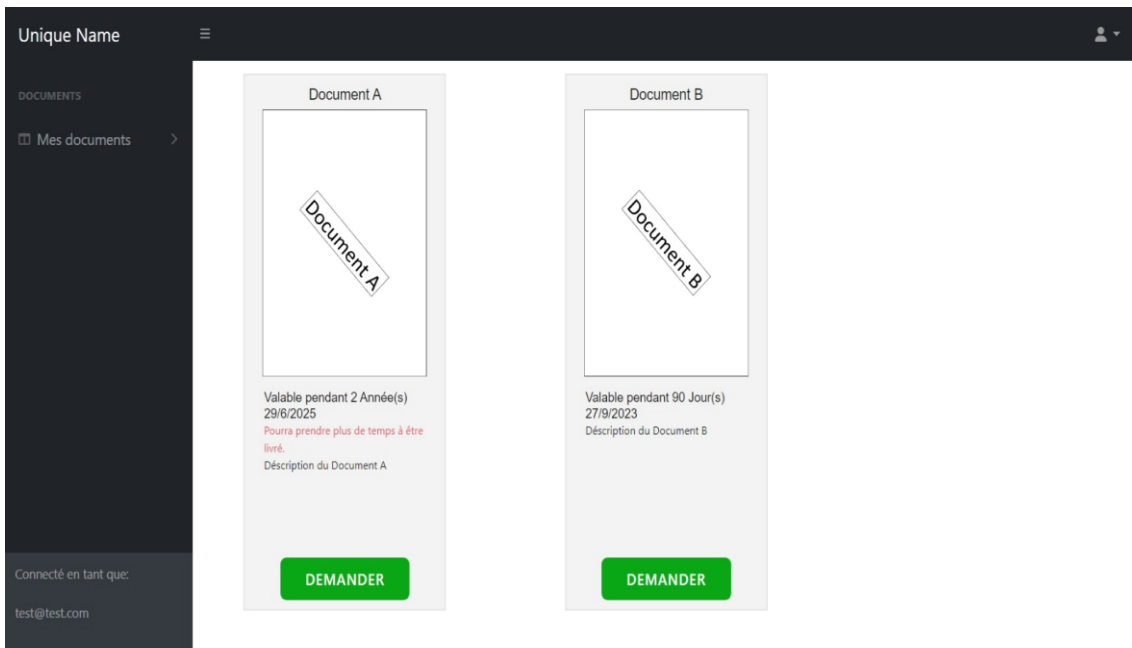 Unique Name
DOCUMENTS
Mes documents
Connecté en tant que:
test@test.com
Document A
Document A
Valable pendant 2 Année(s)
29/6/2025
Pourra prendre plus de temps à être
livré.
Déscription du Document A
DEMANDER
Document B
Document B
Valable pendant 90 Jour(s)
27/9/2023
Déscription du Document B
DEMANDER